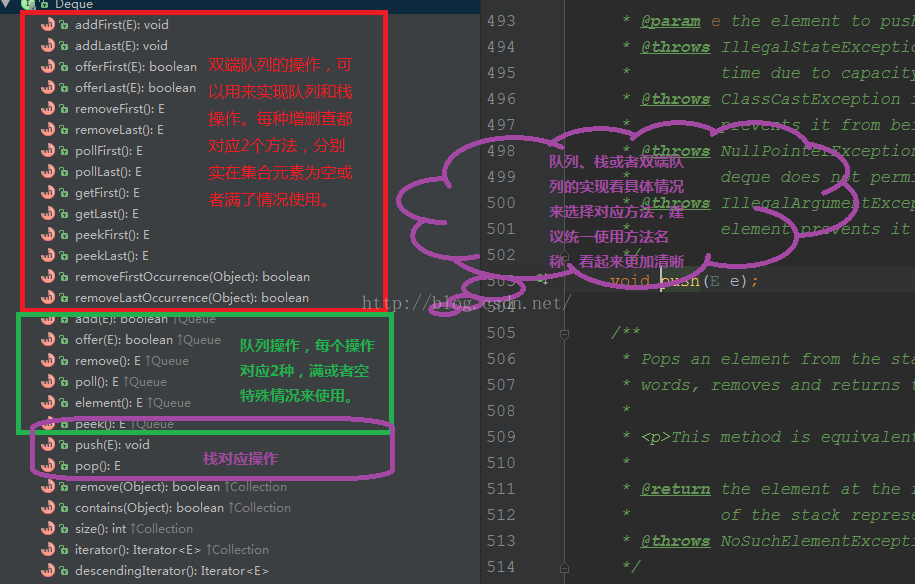 Deque
addFirst(E): void
addLast(E): void
offerFirst(E): boolean
offerLast(E): boolean
removeFirst(): E
removeLast(): E
pollFirst(): E
pollLast(): E
getFirst(): E
getLast(): E
peekFirst(): E
peekLast(): E
removeFirstOccurrence(Object): boolean
removeLastOccurrence(Object): boolean
add(E): boolean ↑Queue
offer(E): boolean ↑Queue
remove(): E ↑Queue
poll(): E ↑Queue
element(): E ↑Queue
peek(): E ↑Queue
push(E): void
pop(): E
remove(Object): boolean ↑Collection
contains(Object): boolean ↑Collection
size(): int ↑Collection
iterator(): Iterator<E> ↑Collection
descendingIterator(): Iterator<E>
双端队列的操作，可
以用来实现队列和栈
操作。每种增删查都
对应2个方法，分别
实在集合元素为空或
者满了情况使用。
队列操作，每个操作
对应2种，满或者空
特殊情况来使用。
栈对应操作
493 * @param e the element to push
494 * @throws IllegalStateException
495 * time due to capacity
496 * @throws ClassCastException
497 * prevents it from
498 * @throws NullPointerException
499 * deque does not
500 * @throws
501 * element prevents it
502 */
503 void push(E e);
504
505 /**
506 * Pops an element from the
507 * words, removes and returns
508 *
509 * <p>This method is
510 *
511 * @return the element at the
512 * of the stack
513 * @throws
514 */
队列、栈或者双端队
列的实现看具体情况
来选择对应方法，建
议统一使用方法名
称，看起来更加清晰
http://blog.csdn.net/